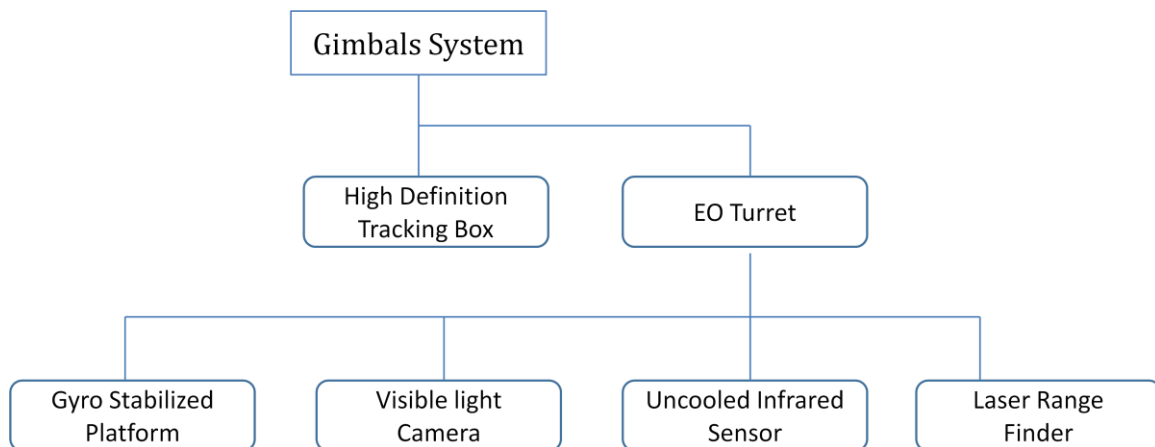 Gimbals System
High Definition
Tracking Box
EO Turret
Gyro Stabilized
Platform
Visible light
Camera
Uncooled Infrared
Sensor
Laser Range
Finder